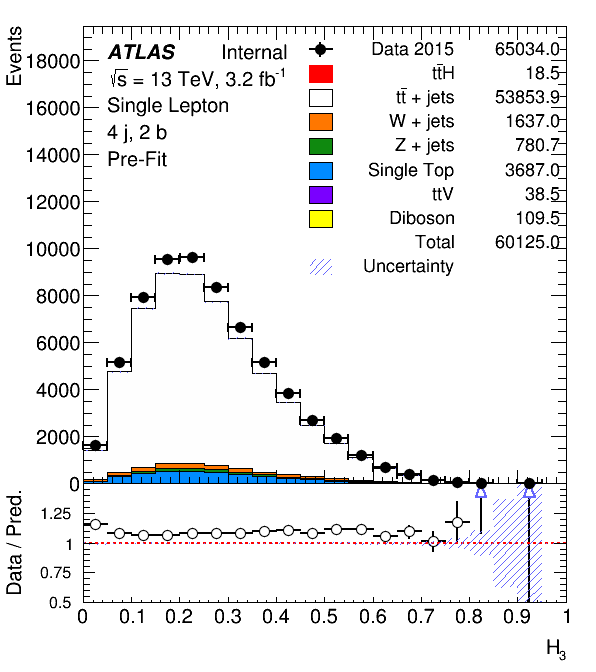 Events
ATLAS Internal
√s = 13 TeV, 3.2 fb⁻¹
Single Lepton
4 j, 2 b
Pre-Fit
Data 2015 65034.0
tt̄H 18.5
tt̄ + jets 53853.9
W + jets 1637.0
Z + jets 780.7
Single Top 3687.0
ttV 38.5
Diboson 109.5
Total 60125.0
Uncertainty
18000
16000
14000
12000
10000
8000
6000
4000
2000
0
Data / Pred.
1.25
1
0.75
0.5
0 0.1 0.2 0.3 0.4 0.5 0.6 0.7 0.8 0.9 1
H₃